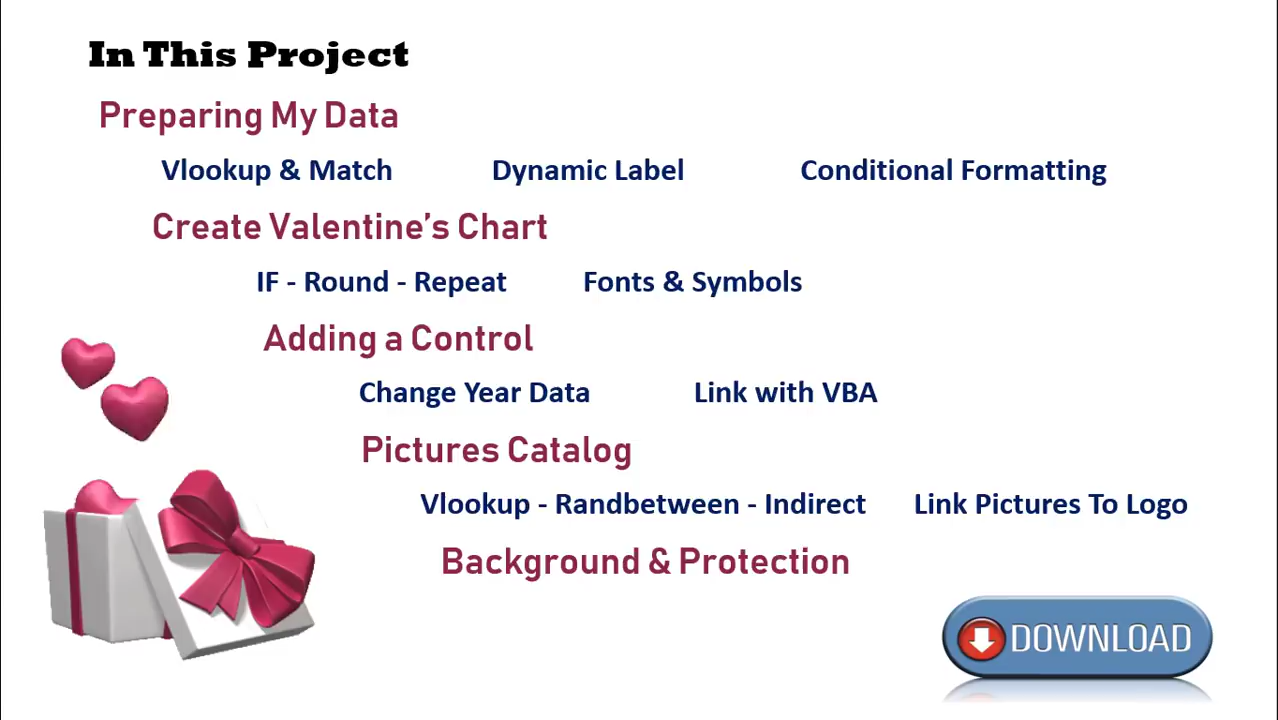 In This Project
Preparing My Data
Vlookup & Match Dynamic Label Conditional Formatting
Create Valentine’s Chart
IF - Round - Repeat Fonts & Symbols
Adding a Control
Change Year Data Link with VBA
Pictures Catalog
Vlookup - Randbetween - Indirect Link Pictures To Logo
Background & Protection
DOWNLOAD